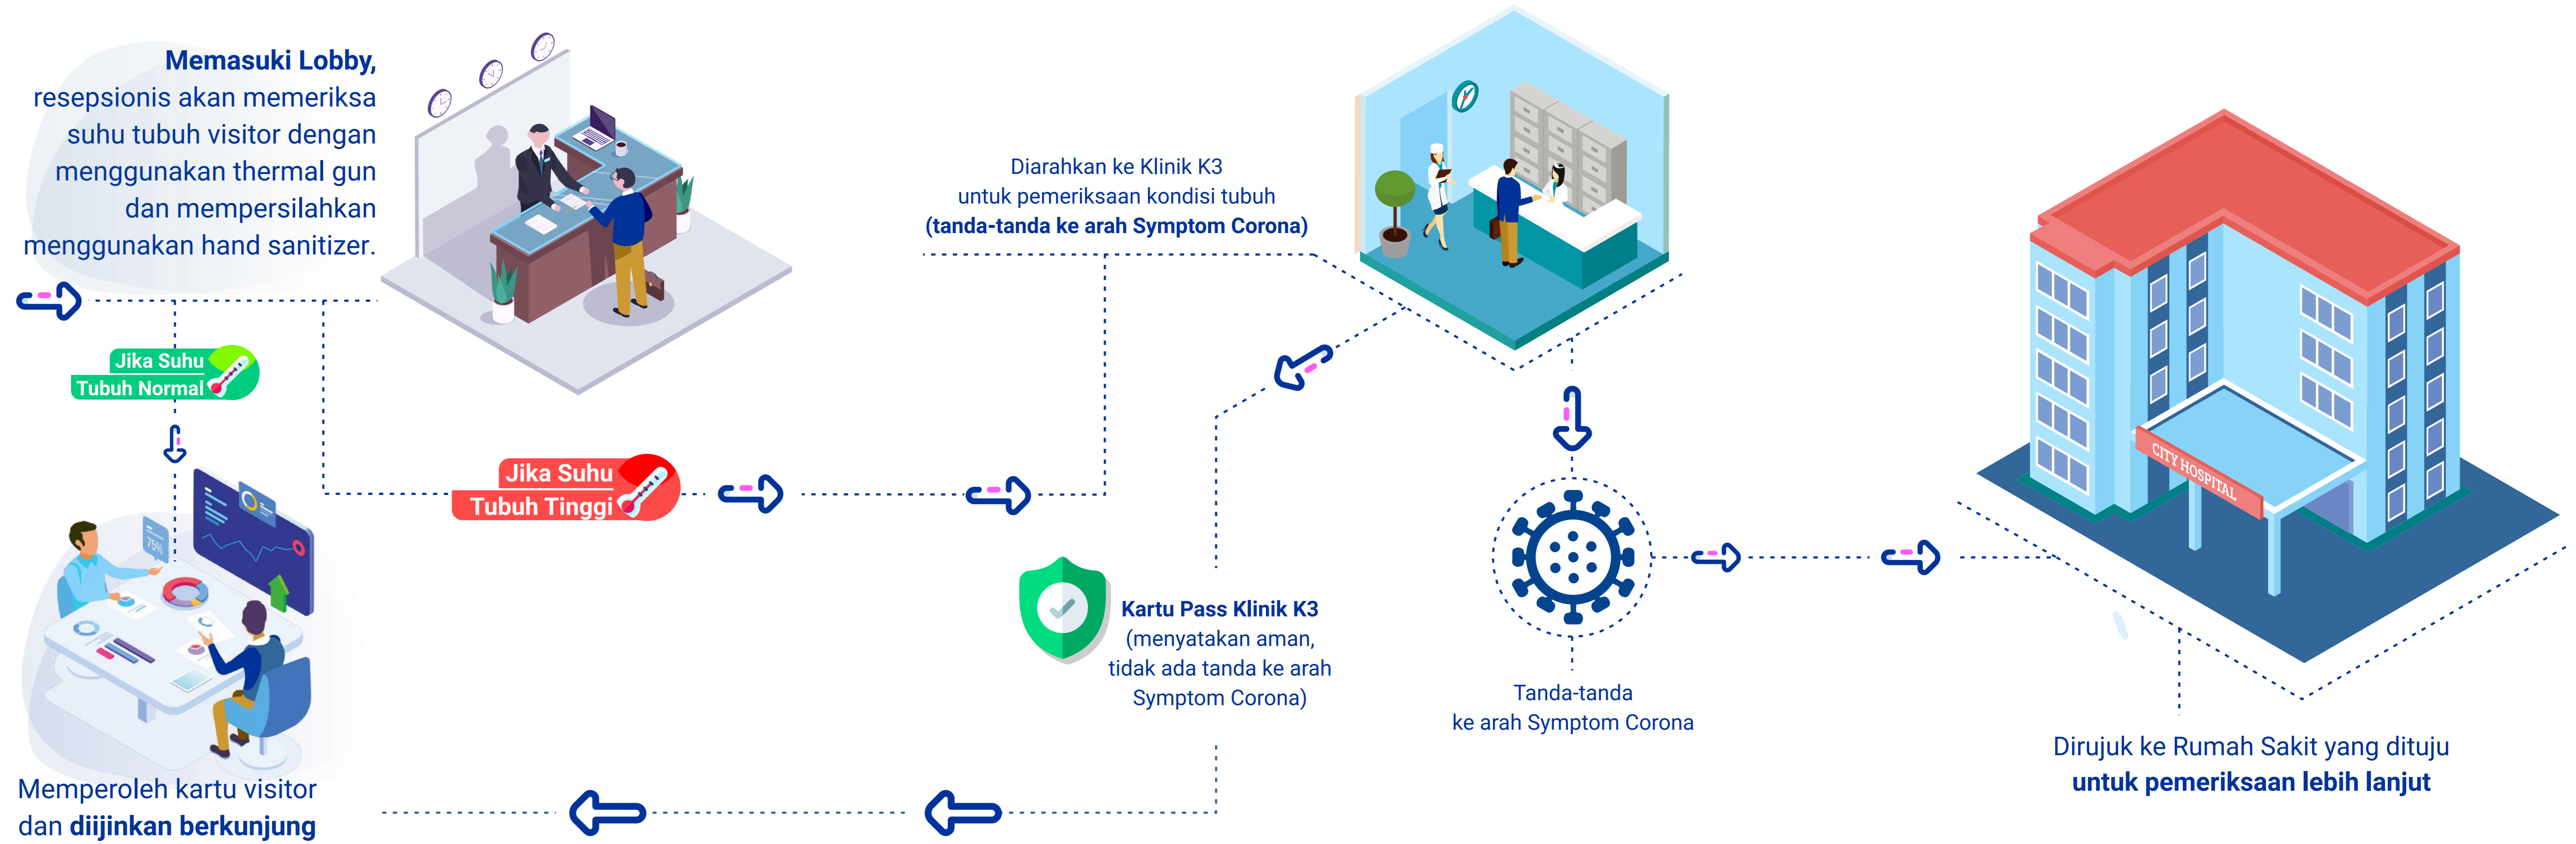 Memasuki Lobby,
resepsionis akan memeriksa
suhu tubuh visitor dengan
menggunakan thermal gun
dan mempersilahkan
menggunakan hand sanitizer.
Jika Suhu
Tubuh Normal
75%
Memperoleh kartu visitor
dan diijinkan berkunjung
Jika Suhu
Tubuh Tinggi
Diarahkan ke Klinik K3
untuk pemeriksaan kondisi tubuh
(tanda-tanda ke arah Symptom Corona)
Kartu Pass Klinik K3
(menyatakan aman,
tidak ada tanda ke arah
Symptom Corona)
Tanda-tanda
ke arah Symptom Corona
CITY HOSPITAL
Dirujuk ke Rumah Sakit yang dituju
untuk pemeriksaan lebih lanjut